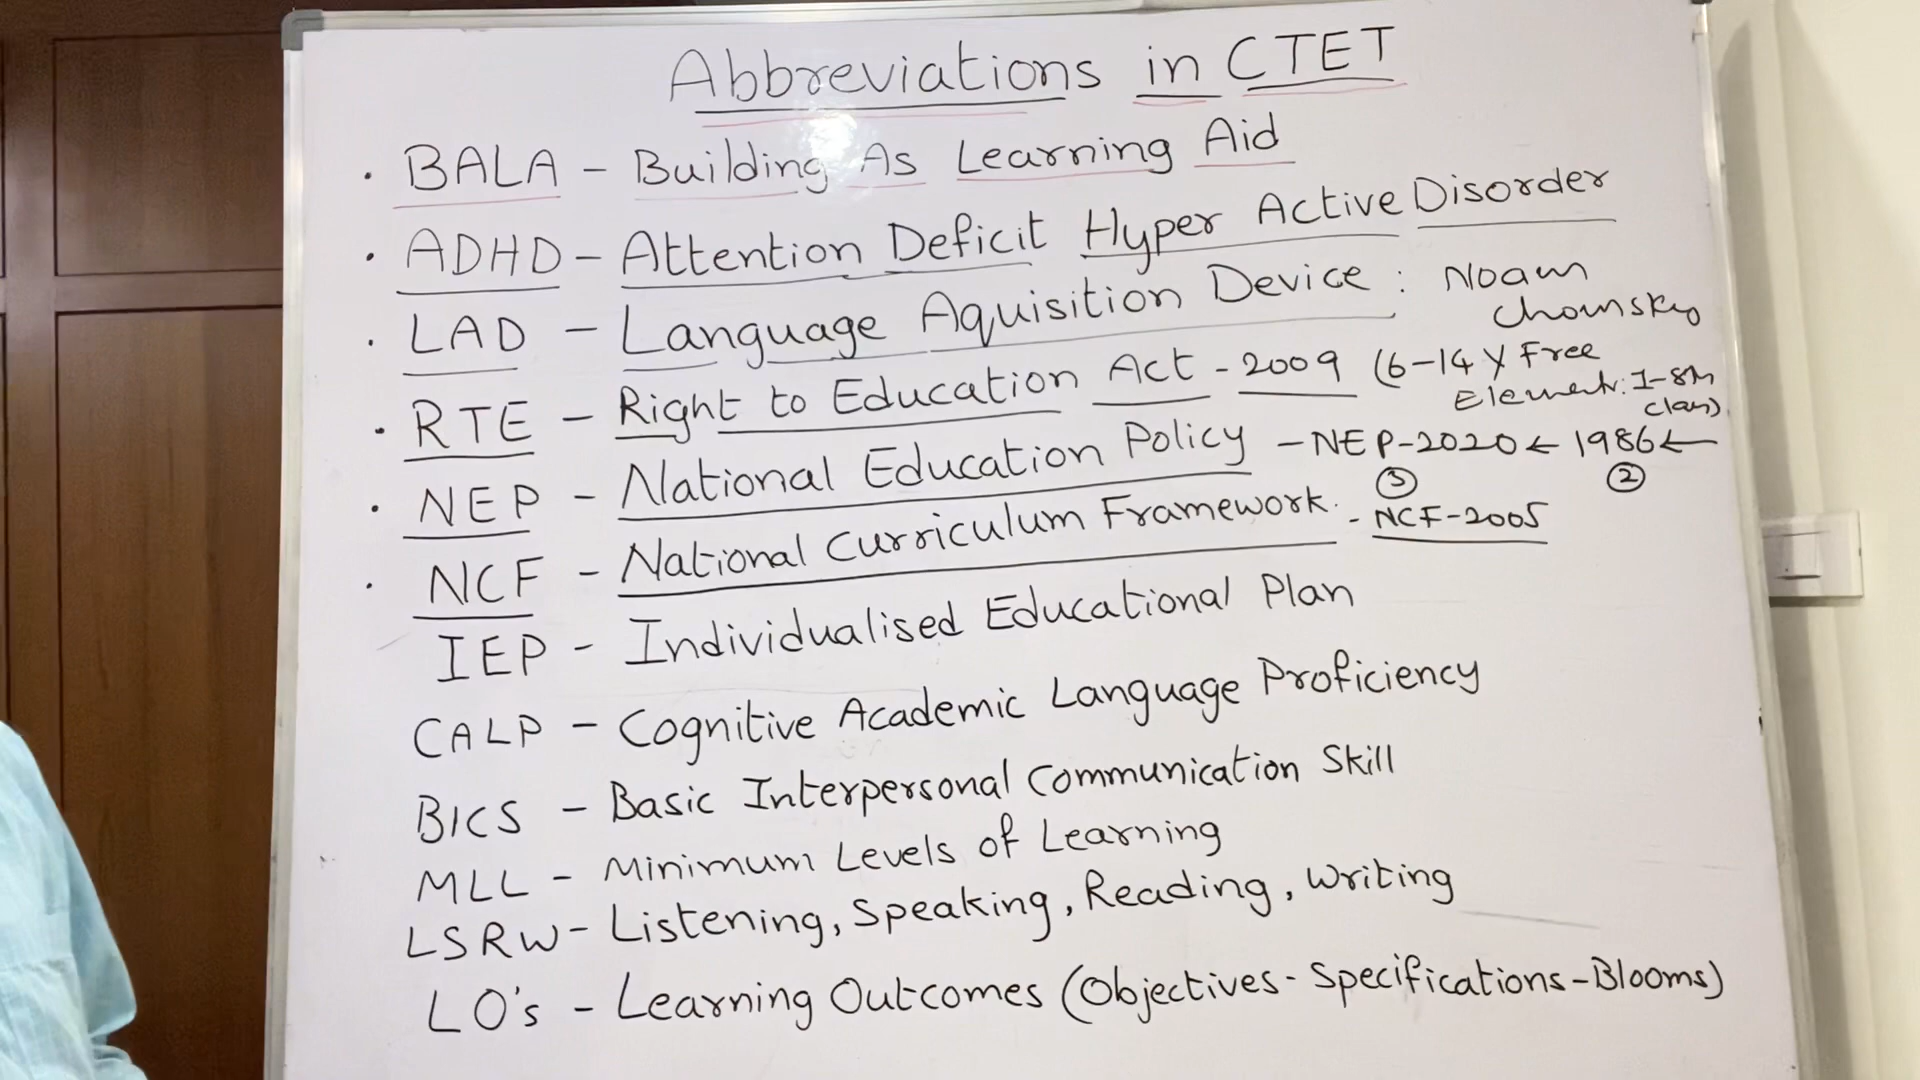 Abbreviations in CTET
. BALA - Building As Learning Aid
. ADHD - Attention Deficit Hyper Active Disorder
. LAD - Language Aquisition Device : Noam
Chomsky
. RTE - Right to Education Act - 2009 (6-14 Y Free
Element: I-8th
class)
. NEP - National Education Policy - NEP-2020 ← 1986 ←
③ ②
. NCF - National Curriculum Framework. - NCF-2005
IEP - Individualised Educational Plan
CALP - Cognitive Academic Language Proficiency
BICS - Basic Interpersonal Communication Skill
MLL - Minimum Levels of Learning
LSRW - Listening, Speaking, Reading, Writing
LO's - Learning Outcomes (Objectives - Specifications - Blooms)